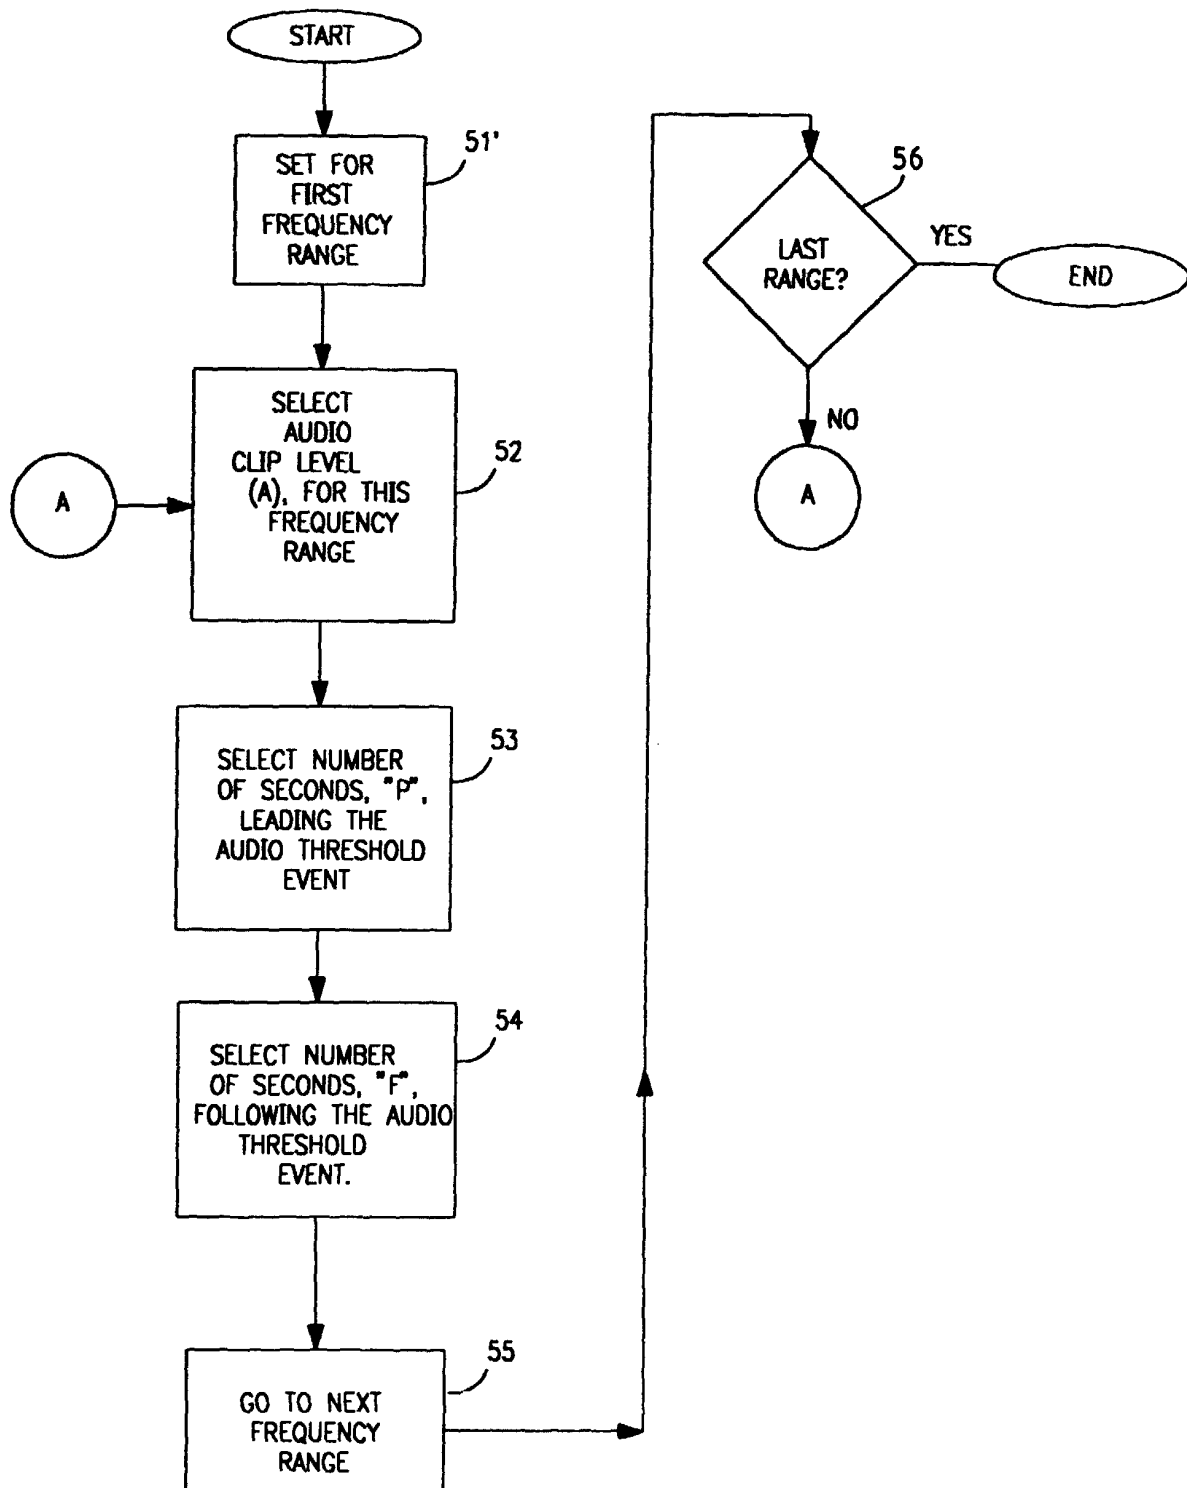 START
51'
SET FOR
FIRST
FREQUENCY
RANGE
52
SELECT
AUDIO
CLIP LEVEL
(A), FOR THIS
FREQUENCY
RANGE
A
53
SELECT NUMBER
OF SECONDS, "P",
LEADING THE
AUDIO THRESHOLD
EVENT
54
SELECT NUMBER
OF SECONDS, "F",
FOLLOWING THE AUDIO
THRESHOLD
EVENT.
55
GO TO NEXT
FREQUENCY
RANGE
56
LAST
RANGE?
YES
END
NO
A